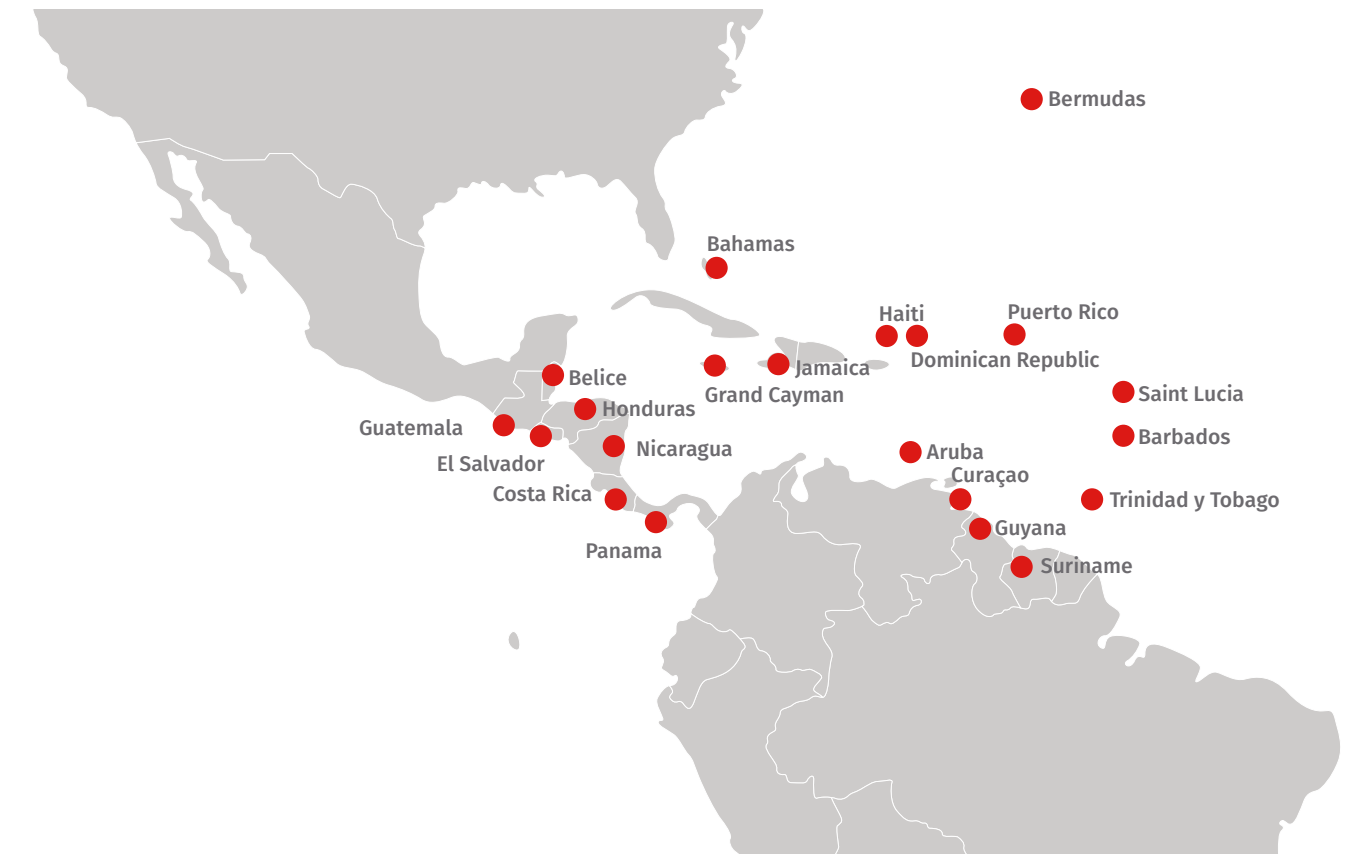 Bermudas
Bahamas
Puerto Rico
Haiti
Dominican Republic
Jamaica
Belice
Grand Cayman
Saint Lucia
Honduras
Guatemala
Barbados
Nicaragua
Aruba
El Salvador
Curaçao
Costa Rica
Trinidad y Tobago
Guyana
Panama
Suriname